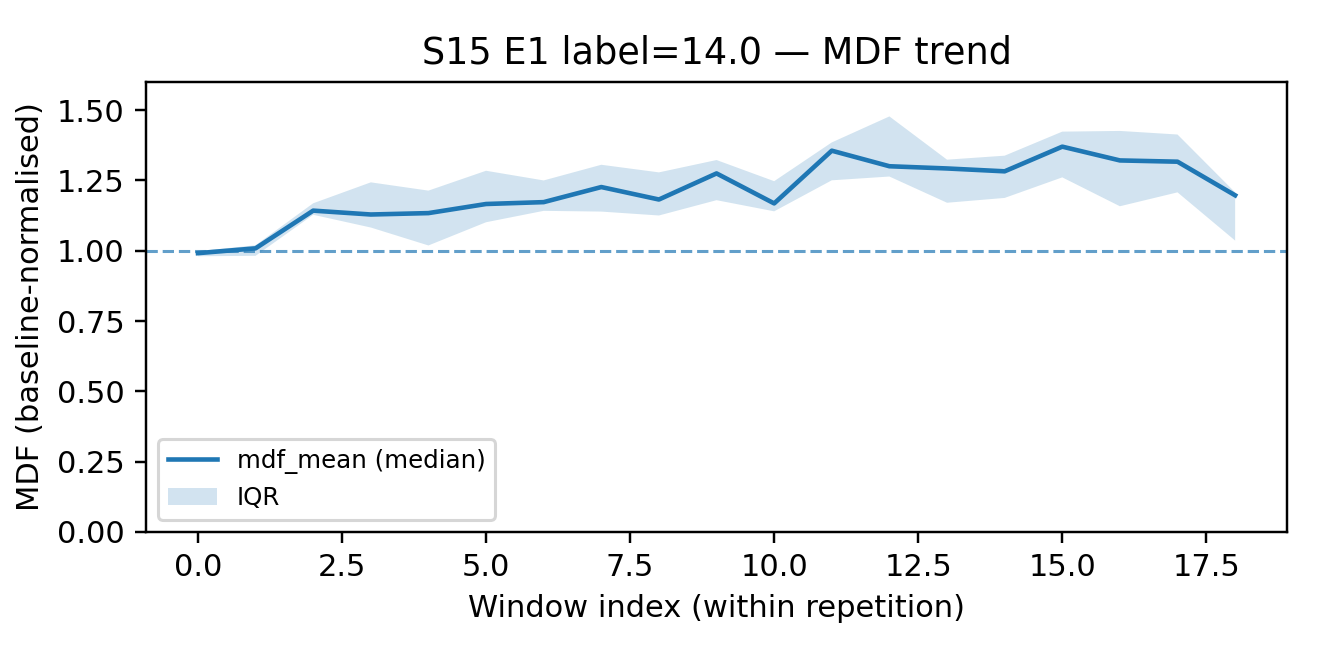 S15 E1 label=14.0 — MDF trend
MDF (baseline-normalised)
1.50
1.25
1.00
0.75
0.50
0.25
0.00
mdf_mean (median)
IQR
0.0 2.5 5.0 7.5 10.0 12.5 15.0 17.5
Window index (within repetition)